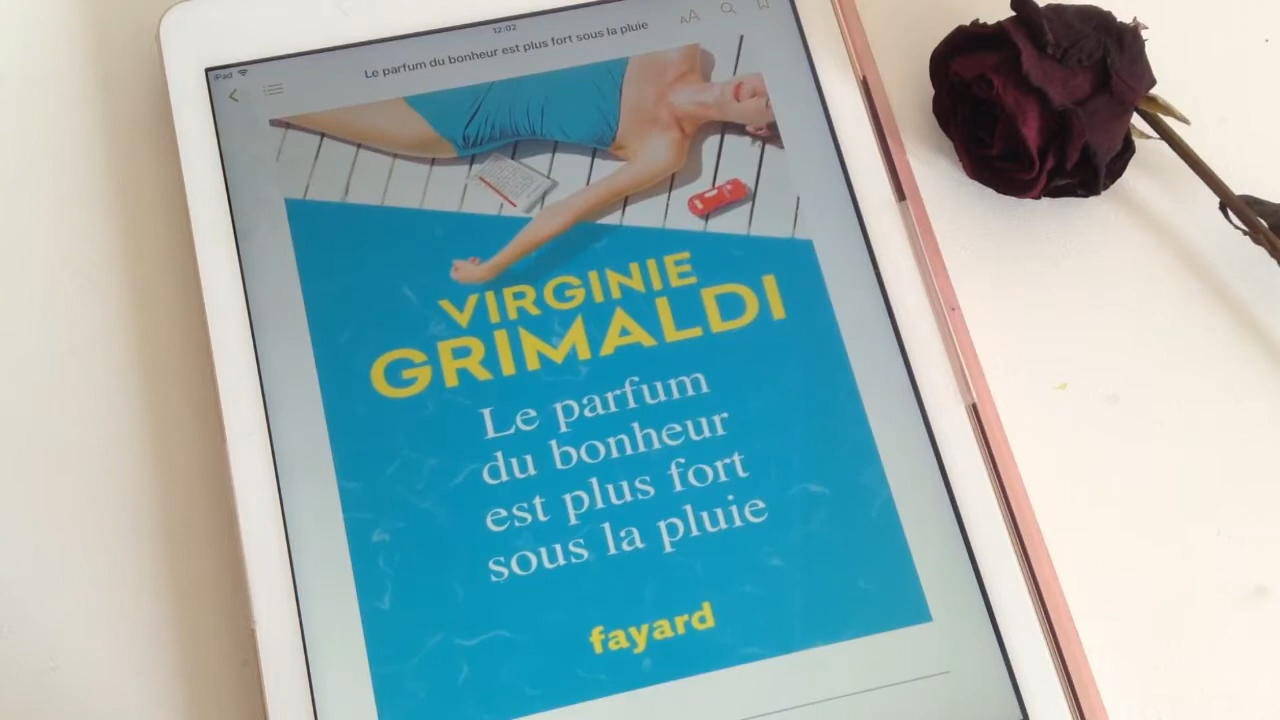 12:02
iPad
Le parfum du bonheur est plus fort sous la pluie
AA
VIRGINIE
GRIMALDI
Le parfum
du bonheur
est plus fort
sous la pluie
fayard